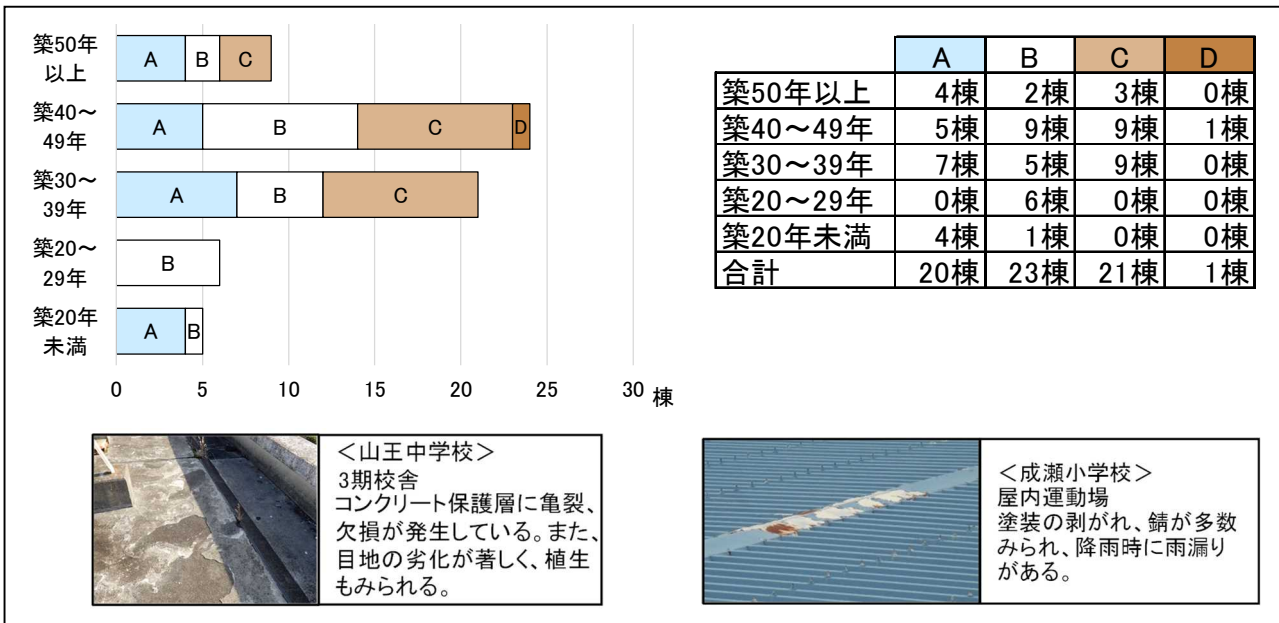 築50年
以上
A B C
築40～
49年
A B C D
築30～
39年
A B C
築20～
29年
B
築20年
未満
A B
0 5 10 15 20 25 30 棟
A B C D
築50年以上 4棟 2棟 3棟 0棟
築40～49年 5棟 9棟 9棟 1棟
築30～39年 7棟 5棟 9棟 0棟
築20～29年 0棟 6棟 0棟 0棟
築20年未満 4棟 1棟 0棟 0棟
合計 20棟 23棟 21棟 1棟
＜山王中学校＞
3期校舎
コンクリート保護層に亀裂、
欠損が発生している。また、
目地の劣化が著しく、植生
もみられる。
＜成瀬小学校＞
屋内運動場
塗装の剥がれ、錆が多数
みられ、降雨時に雨漏り
がある。